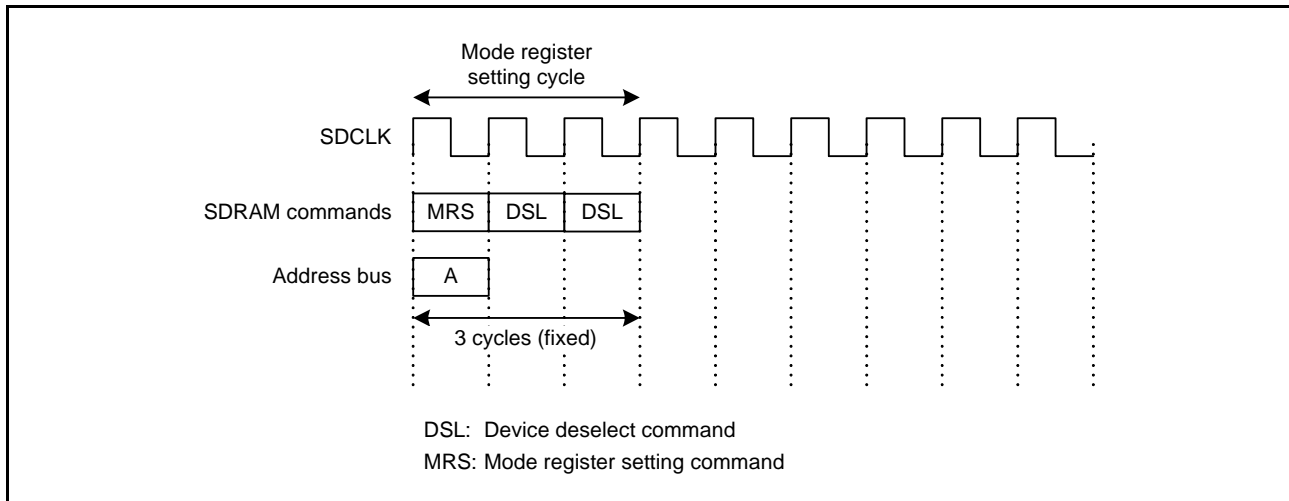 Mode register
setting cycle
SDCLK
SDRAM commands MRS DSL DSL
Address bus A
3 cycles (fixed)
DSL: Device deselect command
MRS: Mode register setting command